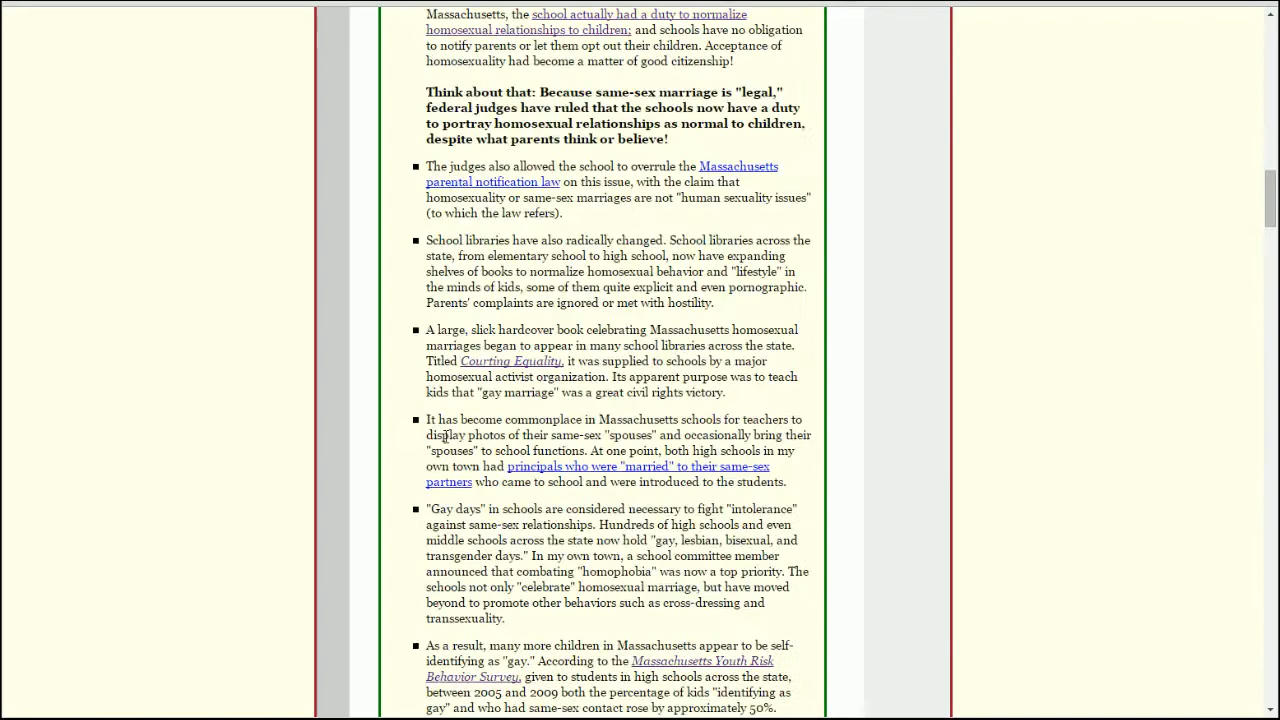 Massachusetts, the school actually had a duty to normalize
homosexual relationships to children; and schools have no obligation
to notify parents or let them opt out their children. Acceptance of
homosexuality had become a matter of good citizenship!
Think about that: Because same-sex marriage is "legal,"
federal judges have ruled that the schools now have a duty
to portray homosexual relationships as normal to children,
despite what parents think or believe!
The judges also allowed the school to overrule the Massachusetts
parental notification law on this issue, with the claim that
homosexuality or same-sex marriages are not "human sexuality issues"
(to which the law refers).
School libraries have also radically changed. School libraries across the
state, from elementary school to high school, now have expanding
shelves of books to normalize homosexual behavior and "lifestyle" in
the minds of kids, some of them quite explicit and even pornographic.
Parents' complaints are ignored or met with hostility.
A large, slick hardcover book celebrating Massachusetts homosexual
marriages began to appear in many school libraries across the state.
Titled Courting Equality, it was supplied to schools by a major
homosexual activist organization. Its apparent purpose was to teach
kids that "gay marriage" was a great civil rights victory.
It has become commonplace in Massachusetts schools for teachers to
display photos of their same-sex "spouses" and occasionally bring their
"spouses" to school functions. At one point, both high schools in my
own town had principals who were "married" to their same-sex
partners who came to school and were introduced to the students.
"Gay days" in schools are considered necessary to fight "intolerance"
against same-sex relationships. Hundreds of high schools and even
middle schools across the state now hold "gay, lesbian, bisexual, and
transgender days." In my own town, a school committee member
announced that combating "homophobia" was now a top priority. The
schools not only "celebrate" homosexual marriage, but have moved
beyond to promote other behaviors such as cross-dressing and
transsexuality.
As a result, many more children in Massachusetts appear to be self-
identifying as "gay." According to the Massachusetts Youth Risk
Behavior Survey, given to students in high schools across the state,
between 2005 and 2009 both the percentage of kids "identifying as
gay" and who had same-sex contact rose by approximately 50%.